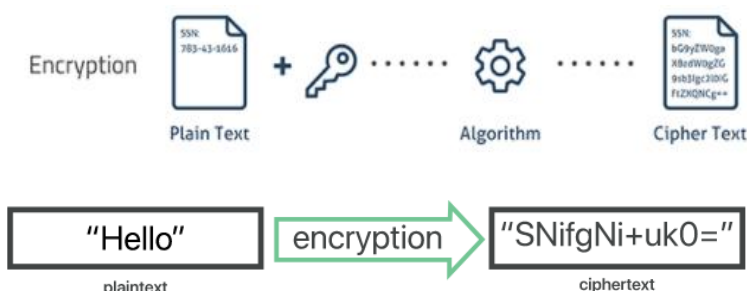 Encryption
SSN:
783-43-1616
+
Plain Text
Algorithm
SSN:
bG9yZW0ga
X8edW0gZG
9sb3Igc2l0IG
FtZXQNCg==
Cipher Text
"Hello"
encryption
"SNifgNi+uk0="
plaintext
ciphertext